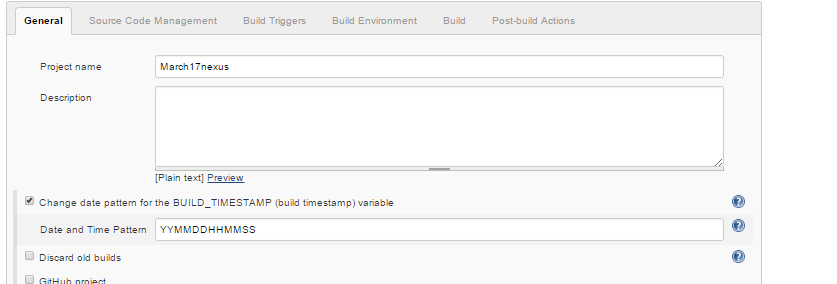 General Source Code Management Build Triggers Build Environment Build Post-build Actions
Project name March17nexus
Description
[Plain text] Preview
Change date pattern for the BUILD_TIMESTAMP (build timestamp) variable
Date and Time Pattern YYMMDDHHMMSS
Discard old builds
GitHub project